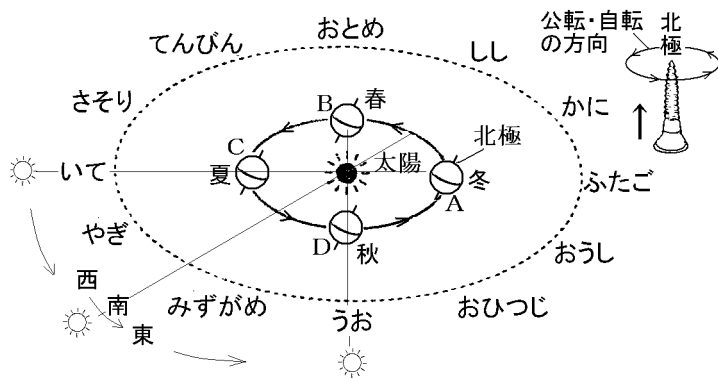 公転・自転
の方向
北極
おとめ
てんびん
しし
さそり
かに
B
春
C
北極
太陽
いて
夏
冬
ふたご
A
やぎ
D
秋
おうし
西
南
東
みずがめ
うお
おひつじ